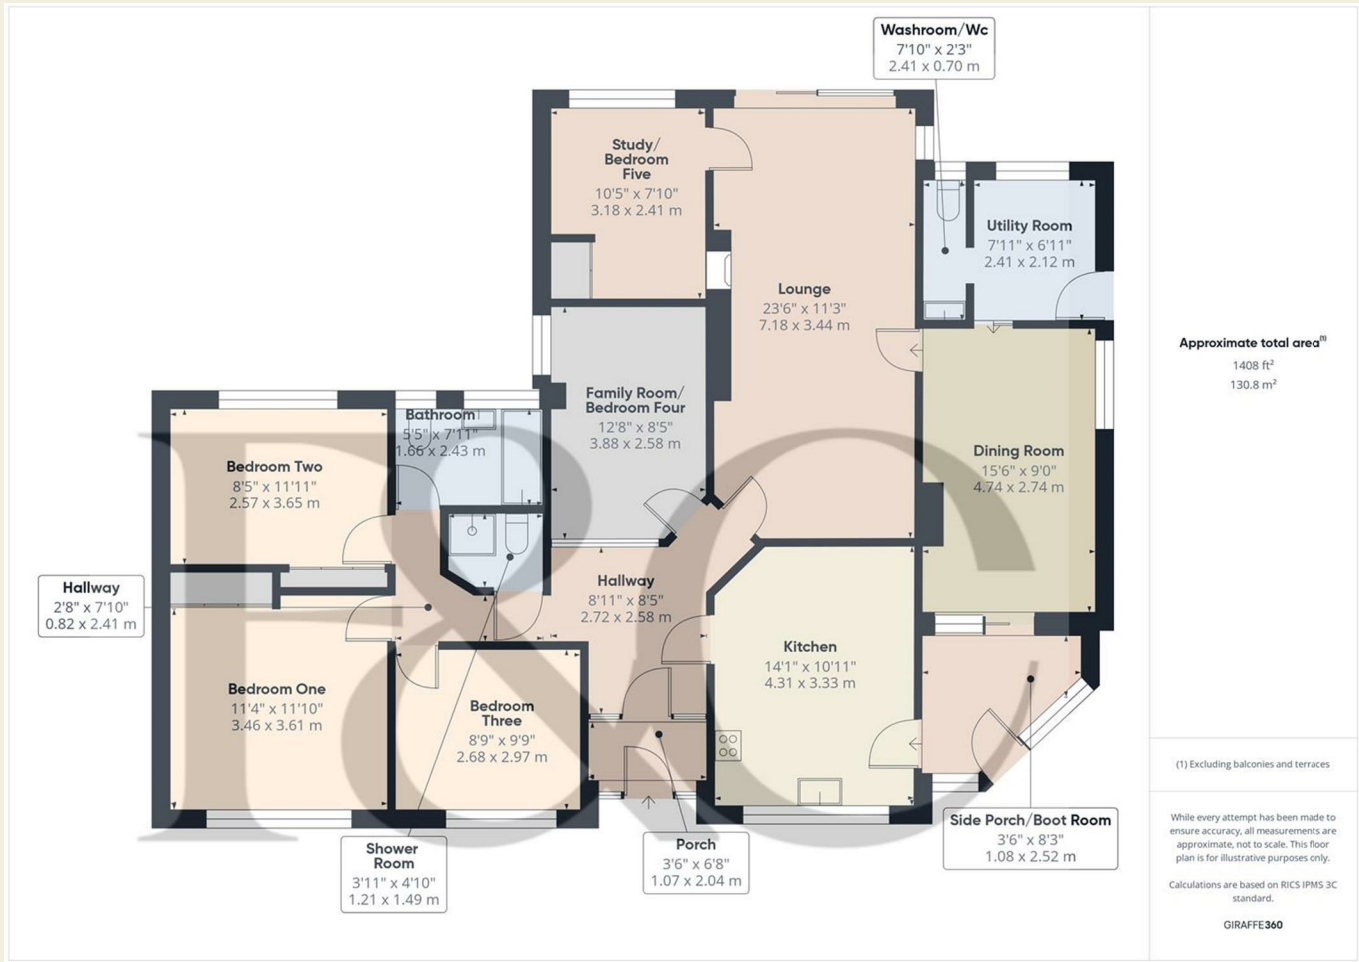 Washroom/Wc
7'10" x 2'3"
2.41 x 0.70 m
Study/
Bedroom
Five
10'5" x 7'10"
3.18 x 2.41 m
Utility Room
7'11" x 6'11"
2.41 x 2.12 m
Lounge
23'6" x 11'3"
7.18 x 3.44 m
Family Room/
Bedroom Four
12'8" x 8'5"
3.88 x 2.58 m
Bathroom
5'5" x 7'11"
1.66 x 2.43 m
Bedroom Two
8'5" x 11'11"
2.57 x 3.65 m
Dining Room
15'6" x 9'0"
4.74 x 2.74 m
Hallway
2'8" x 7'10"
0.82 x 2.41 m
Hallway
8'11" x 8'5"
2.72 x 2.58 m
Kitchen
14'1" x 10'11"
4.31 x 3.33 m
Bedroom One
11'4" x 11'10"
3.46 x 3.61 m
Bedroom
Three
8'9" x 9'9"
2.68 x 2.97 m
Shower
Room
3'11" x 4'10"
1.21 x 1.49 m
Porch
3'6" x 6'8"
1.07 x 2.04 m
Side Porch/Boot Room
3'6" x 8'3"
1.08 x 2.52 m
F&C
Approximate total area(1)
1408 ft²
130.8 m²
(1) Excluding balconies and terraces
While every attempt has been made to
ensure accuracy, all measurements are
approximate, not to scale. This floor
plan is for illustrative purposes only.
Calculations are based on RICS IPMS 3C
standard.
GIRAFFE360